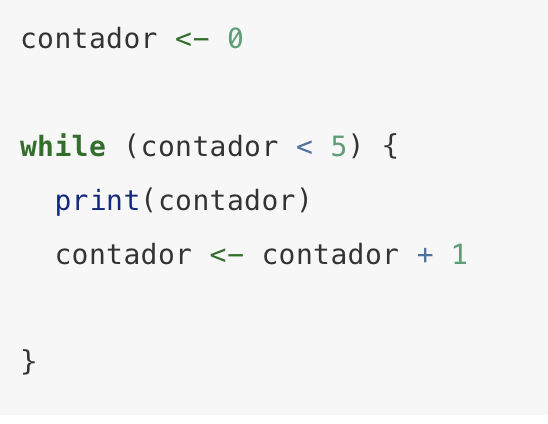 contador <- 0
while (contador < 5) {
  print(contador)
  contador <- contador + 1
}